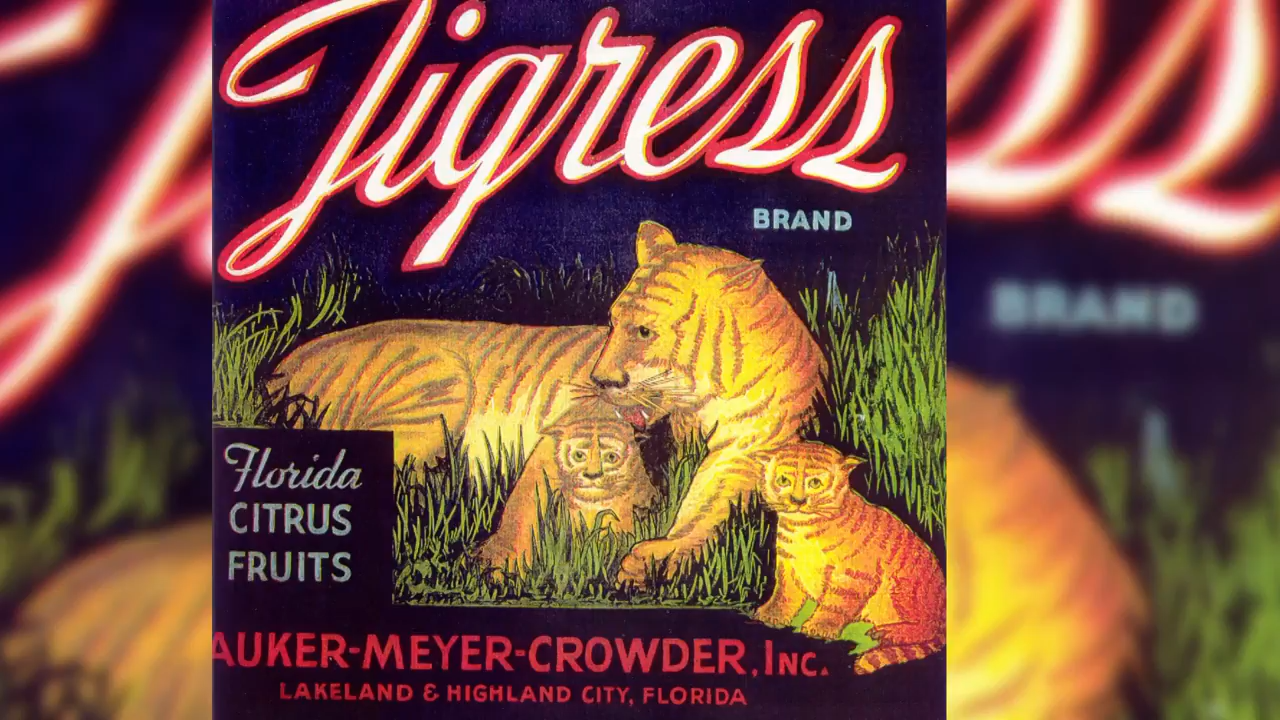 Tigress
BRAND
Florida
CITRUS
FRUITS
AUKER-MEYER-CROWDER, INC.
LAKELAND & HIGHLAND CITY, FLORIDA